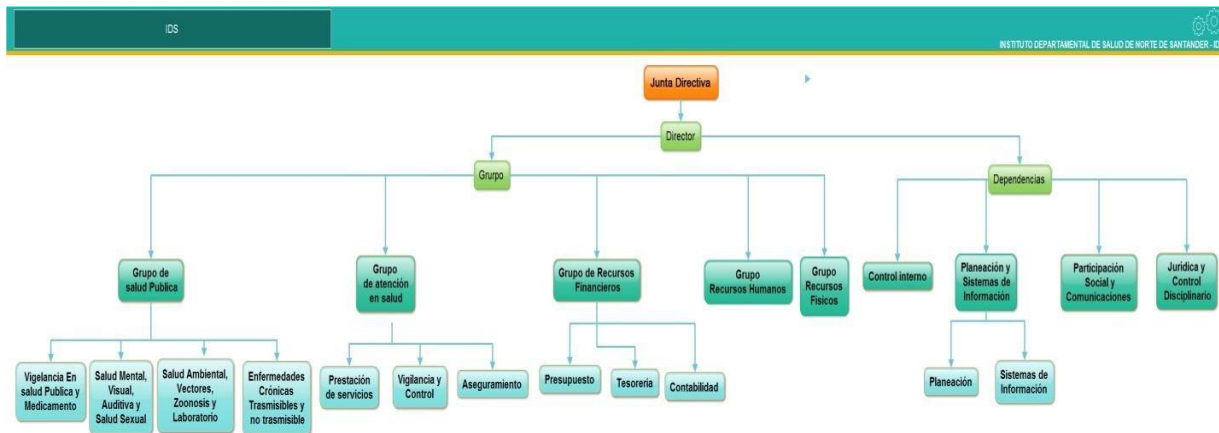 IDS
INSTITUTO DEPARTAMENTAL DE SALUD DE NORTE DE SANTANDER - ID
Junta Directiva
Director
Grurpo
Dependencias
Grupo de
salud Publica
Grupo
de atención
en salud
Grupo de Recursos
Financieros
Grupo
Recursos Humanos
Grupo
Recursos
Fisicos
Control interno
Planeación y
Sistemas de
Información
Participación
Social y
Comunicaciones
Juridica y
Control
Disciplinario
Vigelancia En
salud Publica y
Medicamento
Salud Mental,
Visual,
Auditiva y
Salud Sexual
Salud Ambiental,
Vectores,
Zoonosis y
Laboratorio
Enfermedades
Crónicas
Trasmisibles y
no trasmisible
Prestación
de servicios
Vigilancia y
Control
Aseguramiento
Presupuesto
Tesoreria
Contabilidad
Planeación
Sistemas de
Información